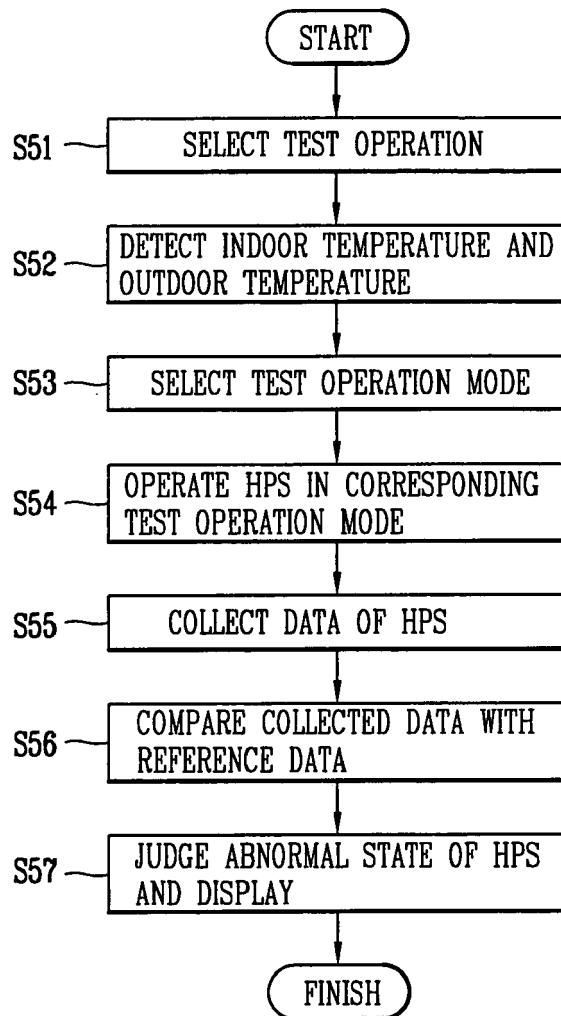 START
S51
SELECT TEST OPERATION
S52
DETECT INDOOR TEMPERATURE AND
OUTDOOR TEMPERATURE
S53
SELECT TEST OPERATION MODE
S54
OPERATE HPS IN CORRESPONDING
TEST OPERATION MODE
S55
COLLECT DATA OF HPS
S56
COMPARE COLLECTED DATA WITH
REFERENCE DATA
S57
JUDGE ABNORMAL STATE OF HPS
AND DISPLAY
FINISH